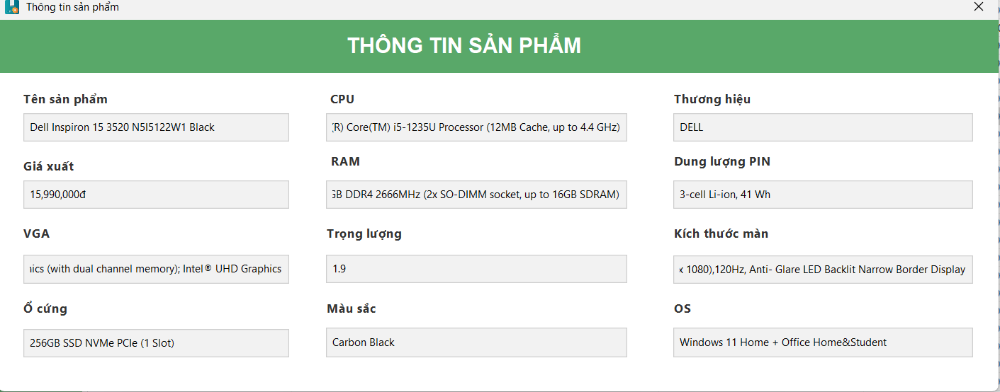 Thông tin sản phẩm
THÔNG TIN SẢN PHẨM
Tên sản phẩm
Dell Inspiron 15 3520 N5I5122W1 Black
CPU
(R) Core(TM) i5-1235U Processor (12MB Cache, up to 4.4 GHz)
Thương hiệu
DELL
Giá xuất
15,990,000đ
RAM
GB DDR4 2666MHz (2x SO-DIMM socket, up to 16GB SDRAM)
Dung lượng PIN
3-cell Li-ion, 41 Wh
VGA
(with dual channel memory); Intel® UHD Graphics
Trọng lượng
1.9
Kích thước màn
x 1080),120Hz, Anti- Glare LED Backlit Narrow Border Display
Ổ cứng
256GB SSD NVMe PCIe (1 Slot)
Màu sắc
Carbon Black
OS
Windows 11 Home + Office Home&Student